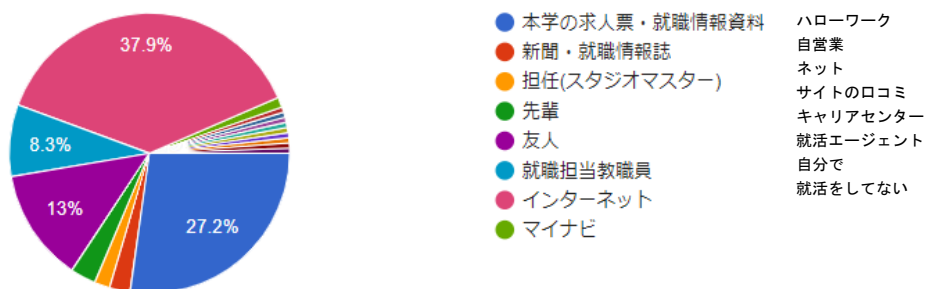 37.9%
8.3%
13%
27.2%
本学の求人票・就職情報資料
新聞・就職情報誌
担任(スタジオマスター)
先輩
友人
就職担当教職員
インターネット
マイナビ
ハローワーク
自営業
ネット
サイトの口コミ
キャリアセンター
就活エージェント
自分で
就活をしてない